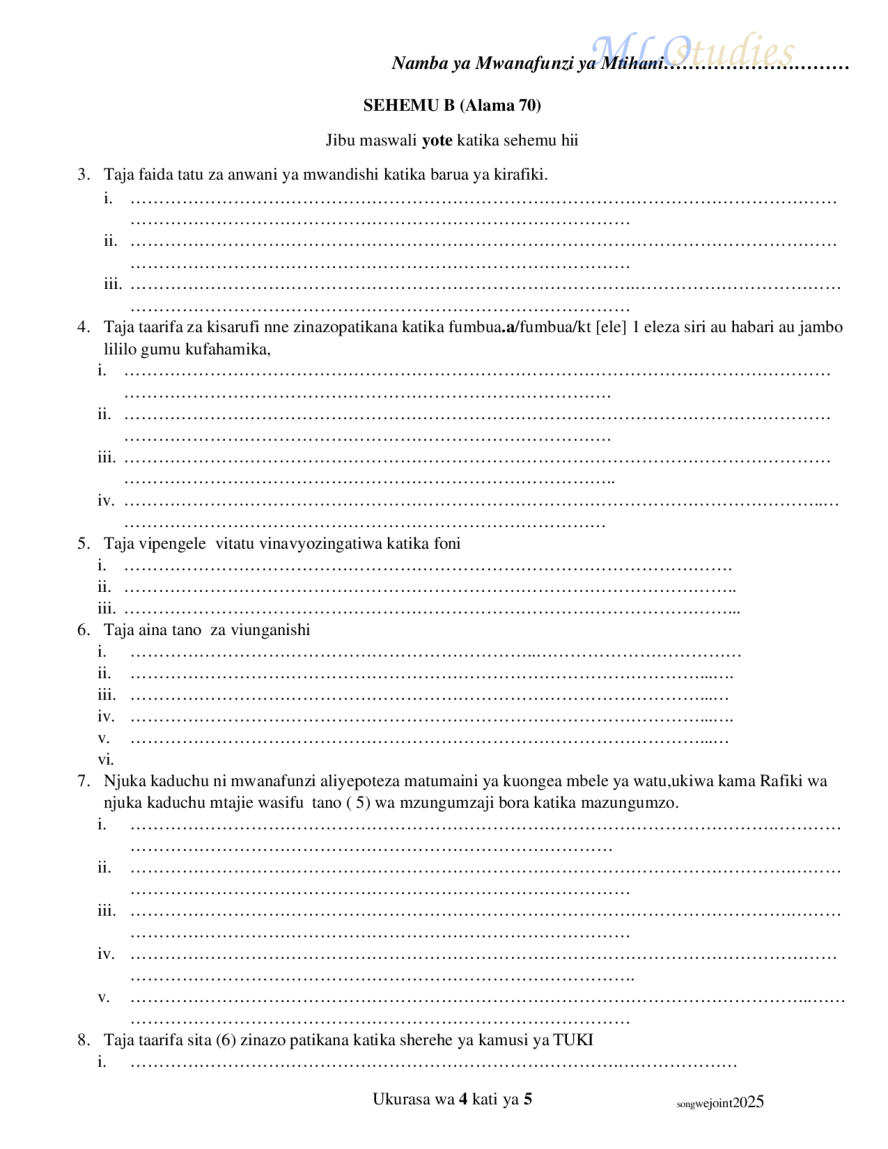 ML Studies
Namba ya Mwanafunzi ya Mtihani…………………..………
SEHEMU B (Alama 70)
Jibu maswali yote katika sehemu hii
3. Taja faida tatu za anwani ya mwandishi katika barua ya kirafiki.
i. ……………………………………………………………………………………………………………
……………………………………………………………………………
ii. ……………………………………………………………………………………………………………
……………………………………………………………………………
iii. ……………………………………………………………………………..………………………………
……………………………………………………………………………
4. Taja taarifa za kisarufi nne zinazopatikana katika fumbua.a/fumbua/kt [ele] 1 eleza siri au habari au jambo
lililo gumu kufahamika,
i. ……………………………………………………………………………………………………………
………………………………………………………………………….
ii. ……………………………………………………………………………………………………………
………………………………………………………………………….
iii. ……………………………………………………………………………………………………………
…………………………………………………………………………..
iv. …………………………………………………………………………………………………………..…
…………………………………………………………………………
5. Taja vipengele vitatu vinavyozingatiwa katika foni
i. ……………………………………………………………………………………………
ii. ……………………………………………………………………………………………..
iii. ……………………………………………………………………………………………...
6. Taja aina tano za viunganishi
i. ……………………………………………………………..………………………………
ii. ………………………………………………………………………………………...….
iii. ………………………………………………………………………………………...…
iv. ………………………………………………………………………………………...….
v. ………………………………………………………………………………………...…
vi.
7. Njuka kaduchu ni mwanafunzi aliyepoteza matumaini ya kuongea mbele ya watu,ukiwa kama Rafiki wa
njuka kaduchu mtajie wasifu tano ( 5) wa mzungumzaji bora katika mazungumzo.
i. ………………………………………………………………………………………………….………
…………………………………………………………………………
ii. …………………………………………………………………………………………………….………
……………………………………………………………………………
iii. …………………………………………………………………………………………………….………
……………………………………………………………………………
iv. ……………………………………………………………………………………………………………
…………………………………………………………………………….
v. ………………………………………………………………………………………………………..……
……………………………………………………………………………
8. Taja taarifa sita (6) zinazo patikana katika sherehe ya kamusi ya TUKI
i. ………………………………………………………………………….…………………
Ukurasa wa 4 kati ya 5
songwejoint2025